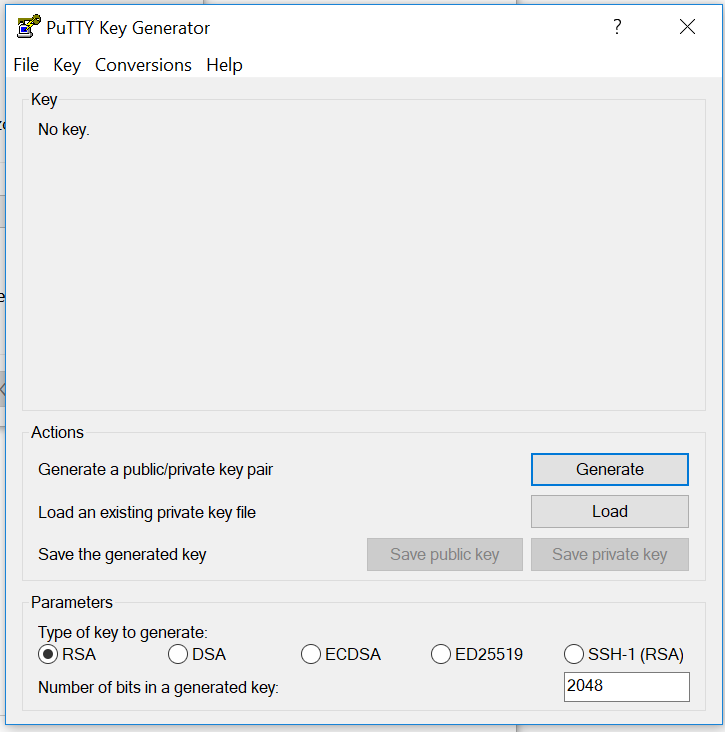 PuTTY Key Generator ?
File Key Conversions Help
Key
No key.
Actions
Generate a public/private key pair Generate
Load an existing private key file Load
Save the generated key Save public key Save private key
Parameters
Type of key to generate:
RSA DSA ECDSA ED25519 SSH-1 (RSA)
Number of bits in a generated key: 2048